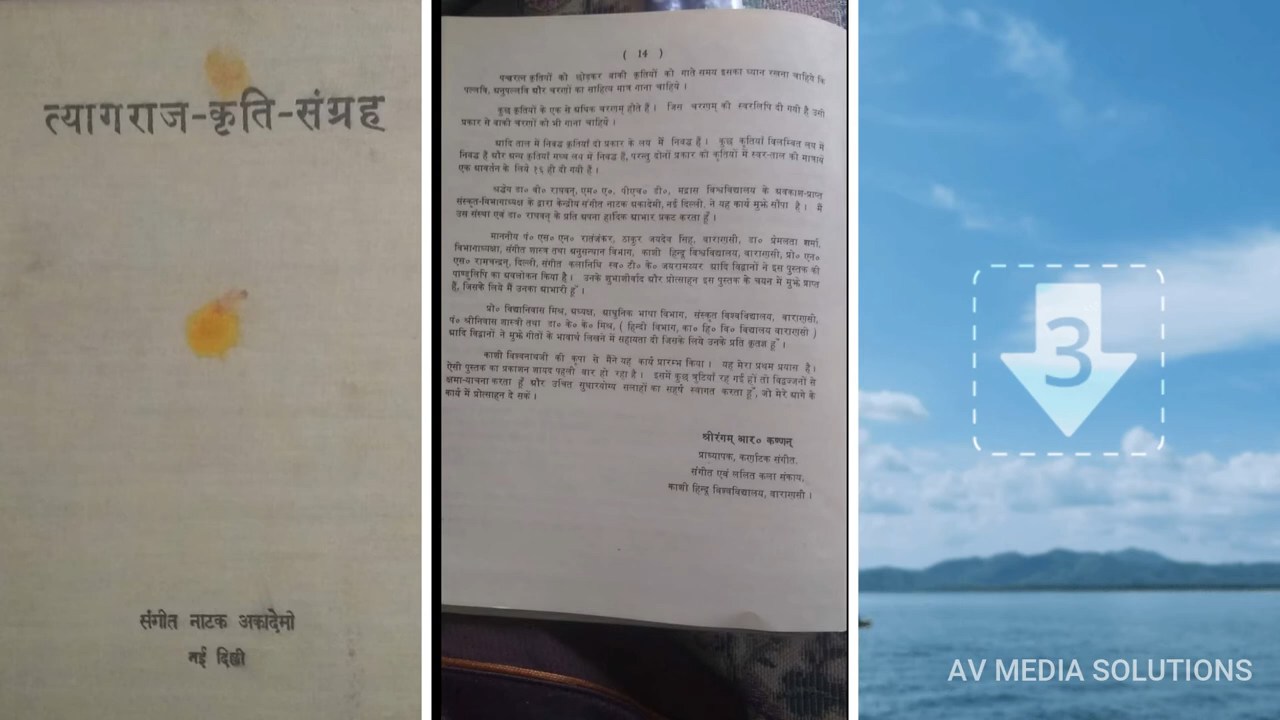 त्यागराज-कृति-संग्रह
संगीत नाटक अकादेमी
नई दिल्ली
( 14 )
पञ्चरत्न कृतियों को छोड़कर बाकी कृतियों को गाते समय इसका ध्यान रखना चाहिये कि
पल्लवि, अनुपल्लवि और चरणों का साहित्य मात्र गाना चाहिये ।
कुछ कृतियों के एक से अधिक चरणम् होते है । जिस चरणम् की स्वरलिपि दी गयी है उसी
प्रकार से बाकी चरणों को भी गाना चाहिये ।
आदि ताल में निबद्ध कृतियाँ दो प्रकार के लय में निबद्ध हैं । कुछ कृतियाँ विलम्बित लय में
निबद्ध हैं और अन्य कृतियाँ मध्य लय में निबद्ध हैं, परन्तु दोनों प्रकार की कृतियों में स्वर-ताल की मात्रायें
एक आवर्तन के लिये १६ ही दी गयी हैं ।
श्रद्धेय डा० वी० राघवन्, एम० ए०, पीएच० डी०, मद्रास विश्वविद्यालय के अवकाश-प्राप्त
संस्कृत-विभागाध्यक्ष के द्वारा केन्द्रीय संगीत नाटक अकादेमी, नई दिल्ली, ने यह कार्य मुझे सौंपा है । मैं
उस संस्था एवं डा० राघवन् के प्रति अपना हार्दिक आभार प्रकट करता हूँ ।
माननीय पं० एस० एन० रातंजंकर, ठाकुर जयदेव सिंह, वाराणसी, डा० प्रेमलता शर्मा,
विभागाध्यक्षा, संगीत शास्त्र तथा अनुसन्धान विभाग, काशी हिन्दू विश्वविद्यालय, वाराणसी, प्रो० एन०
एस० रामचन्द्रन्, दिल्ली, संगीत कलानिधि स्व० टी० के० जयरामय्यर आदि विद्वानों ने इस पुस्तक की
पाण्डुलिपि का अवलोकन किया है । उनके शुभाशीर्वाद और प्रोत्साहन इस पुस्तक के चयन में मुझे प्राप्त
हैं, जिसके लिये मैं उनका आभारी हूँ ।
प्रो० विद्यानिवास मिश्र, अध्यक्ष, आधुनिक भाषा विभाग, संस्कृत विश्वविद्यालय, वाराणसी,
पं० श्रीनिवास शास्त्री तथा डा० के० के० मिश्र, ( हिन्दी विभाग, का० हि० वि० विद्यालय वाराणसी )
आदि विद्वानों ने मुझे गीतों के भावार्थ लिखने में सहायता दी जिसके लिये उनके प्रति कृतज्ञ हूँ ।
काशी विश्वनाथजी की कृपा से मैंने यह कार्य प्रारम्भ किया । यह मेरा प्रथम प्रयास है ।
ऐसी पुस्तक का प्रकाशन शायद पहली बार हो रहा है । इसमें कुछ त्रुटियाँ रह गई हों तो विद्वज्जनों से
क्षमा-याचना करता हूँ और उचित सुधारयोग्य सलाहों का सहर्ष स्वागत करता हूँ, जो मेरे आगे के
कार्य में प्रोत्साहन दे सकें ।
श्रीरंगम् आर० कण्णन्
प्राध्यापक, कर्णाटिक संगीत,
संगीत एवं ललित कला संकाय,
काशी हिन्दू विश्वविद्यालय, वाराणसी ।
3
AV MEDIA SOLUTIONS